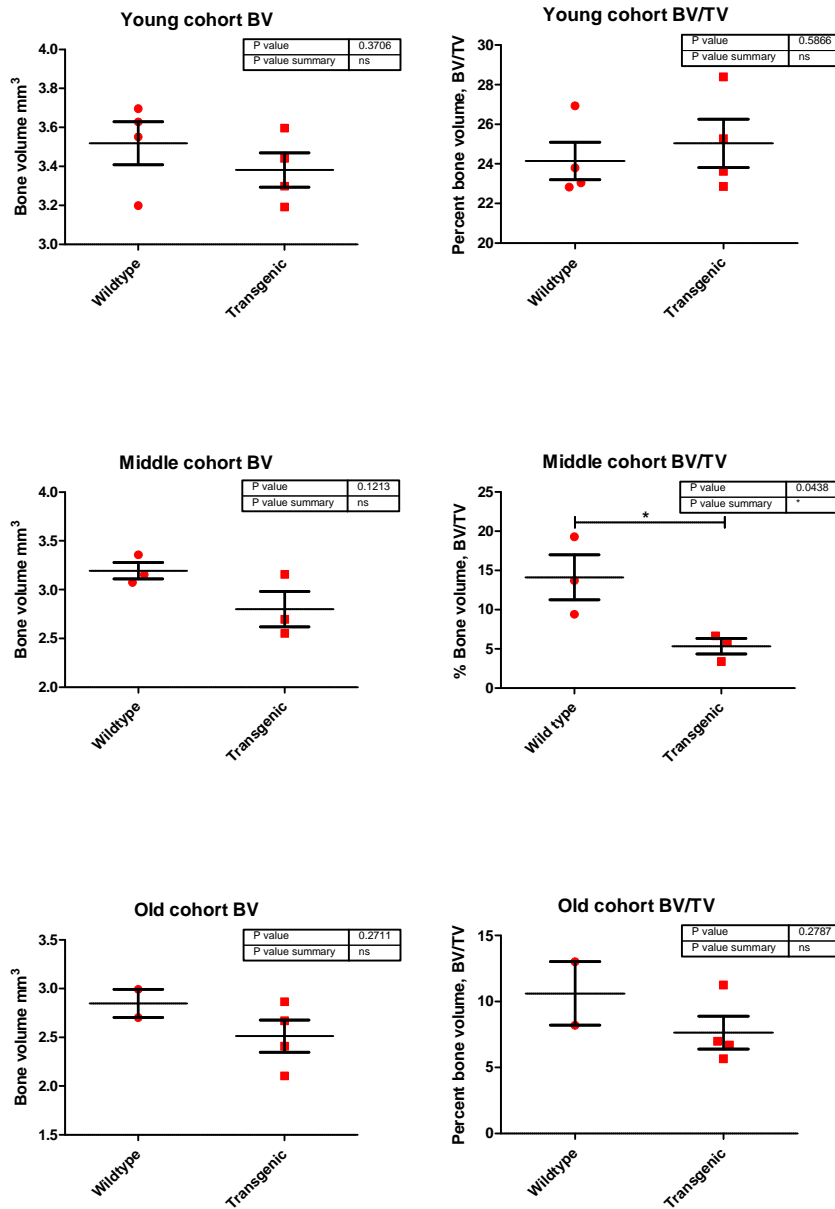 Young cohort BV
P value 0.3706
P value summary ns
Bone volume mm³
4.0
3.8
3.6
3.4
3.2
3.0
Wildtype
Transgenic
Young cohort BV/TV
P value 0.5866
P value summary ns
Percent bone volume, BV/TV
30
28
26
24
22
20
Wildtype
Transgenic
Middle cohort BV
P value 0.1213
P value summary ns
Bone volume mm³
4.0
3.5
3.0
2.5
2.0
Wildtype
Transgenic
Middle cohort BV/TV
P value 0.0438
P value summary *
*
% Bone volume, BV/TV
25
20
15
10
5
0
Wild type
Transgenic
Old cohort BV
P value 0.2711
P value summary ns
Bone volume mm³
3.5
3.0
2.5
2.0
1.5
Wildtype
Transgenic
Old cohort BV/TV
P value 0.2787
P value summary ns
Percent bone volume, BV/TV
15
10
5
0
Wildtype
Transgenic